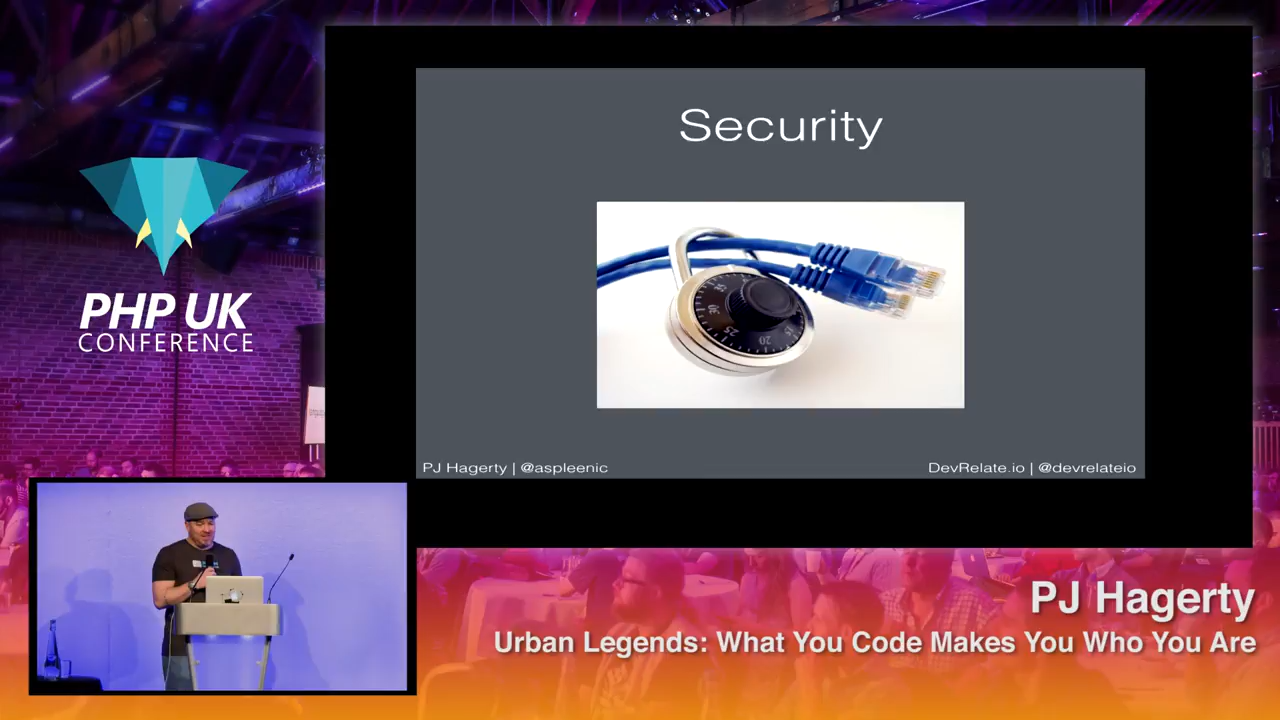 Security
PJ Hagerty | @aspleenic
DevRelate.io | @devrelateio
PHP UK
CONFERENCE
PJ Hagerty
Urban Legends: What You Code Makes You Who You Are